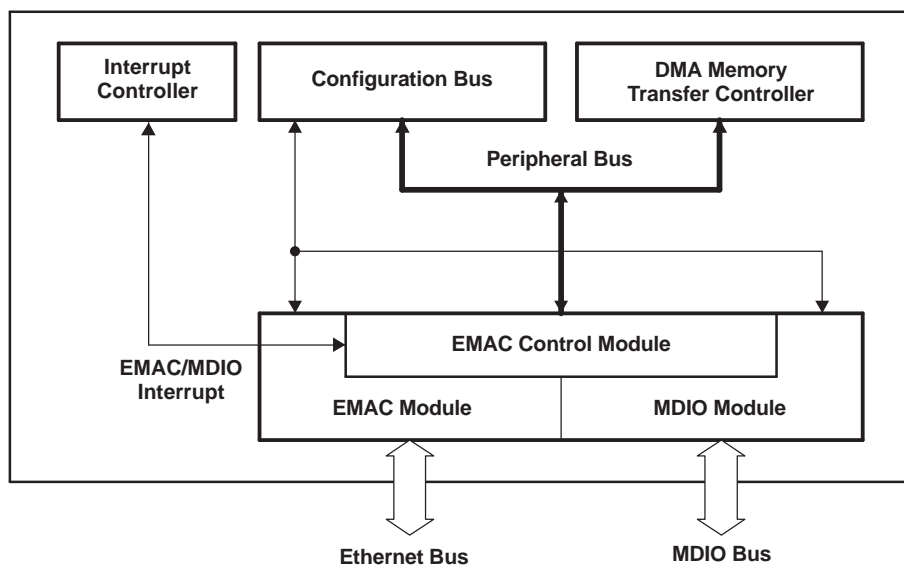 Interrupt
Controller
Configuration Bus
DMA Memory
Transfer Controller
Peripheral Bus
EMAC Control Module
EMAC/MDIO
Interrupt
EMAC Module
MDIO Module
Ethernet Bus
MDIO Bus